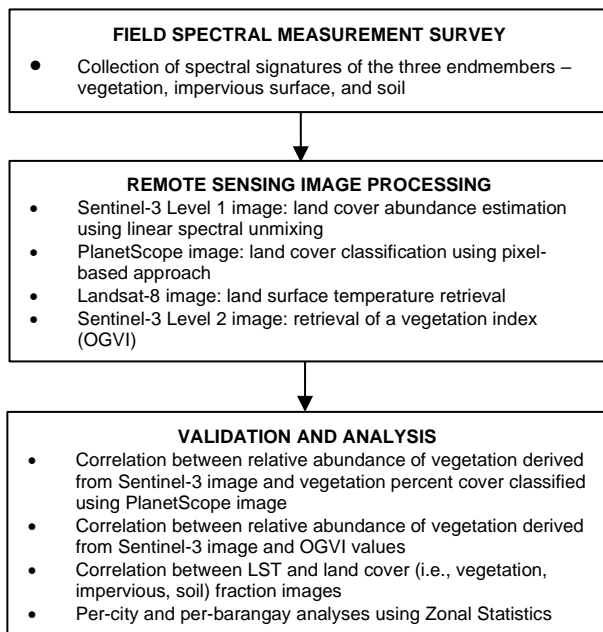 FIELD SPECTRAL MEASUREMENT SURVEY
● Collection of spectral signatures of the three endmembers –
vegetation, impervious surface, and soil
REMOTE SENSING IMAGE PROCESSING
• Sentinel-3 Level 1 image: land cover abundance estimation
using linear spectral unmixing
• PlanetScope image: land cover classification using pixel-
based approach
• Landsat-8 image: land surface temperature retrieval
• Sentinel-3 Level 2 image: retrieval of a vegetation index
(OGVI)
VALIDATION AND ANALYSIS
• Correlation between relative abundance of vegetation derived
from Sentinel-3 image and vegetation percent cover classified
using PlanetScope image
• Correlation between relative abundance of vegetation derived
from Sentinel-3 image and OGVI values
• Correlation between LST and land cover (i.e., vegetation,
impervious, soil) fraction images
• Per-city and per-barangay analyses using Zonal Statistics